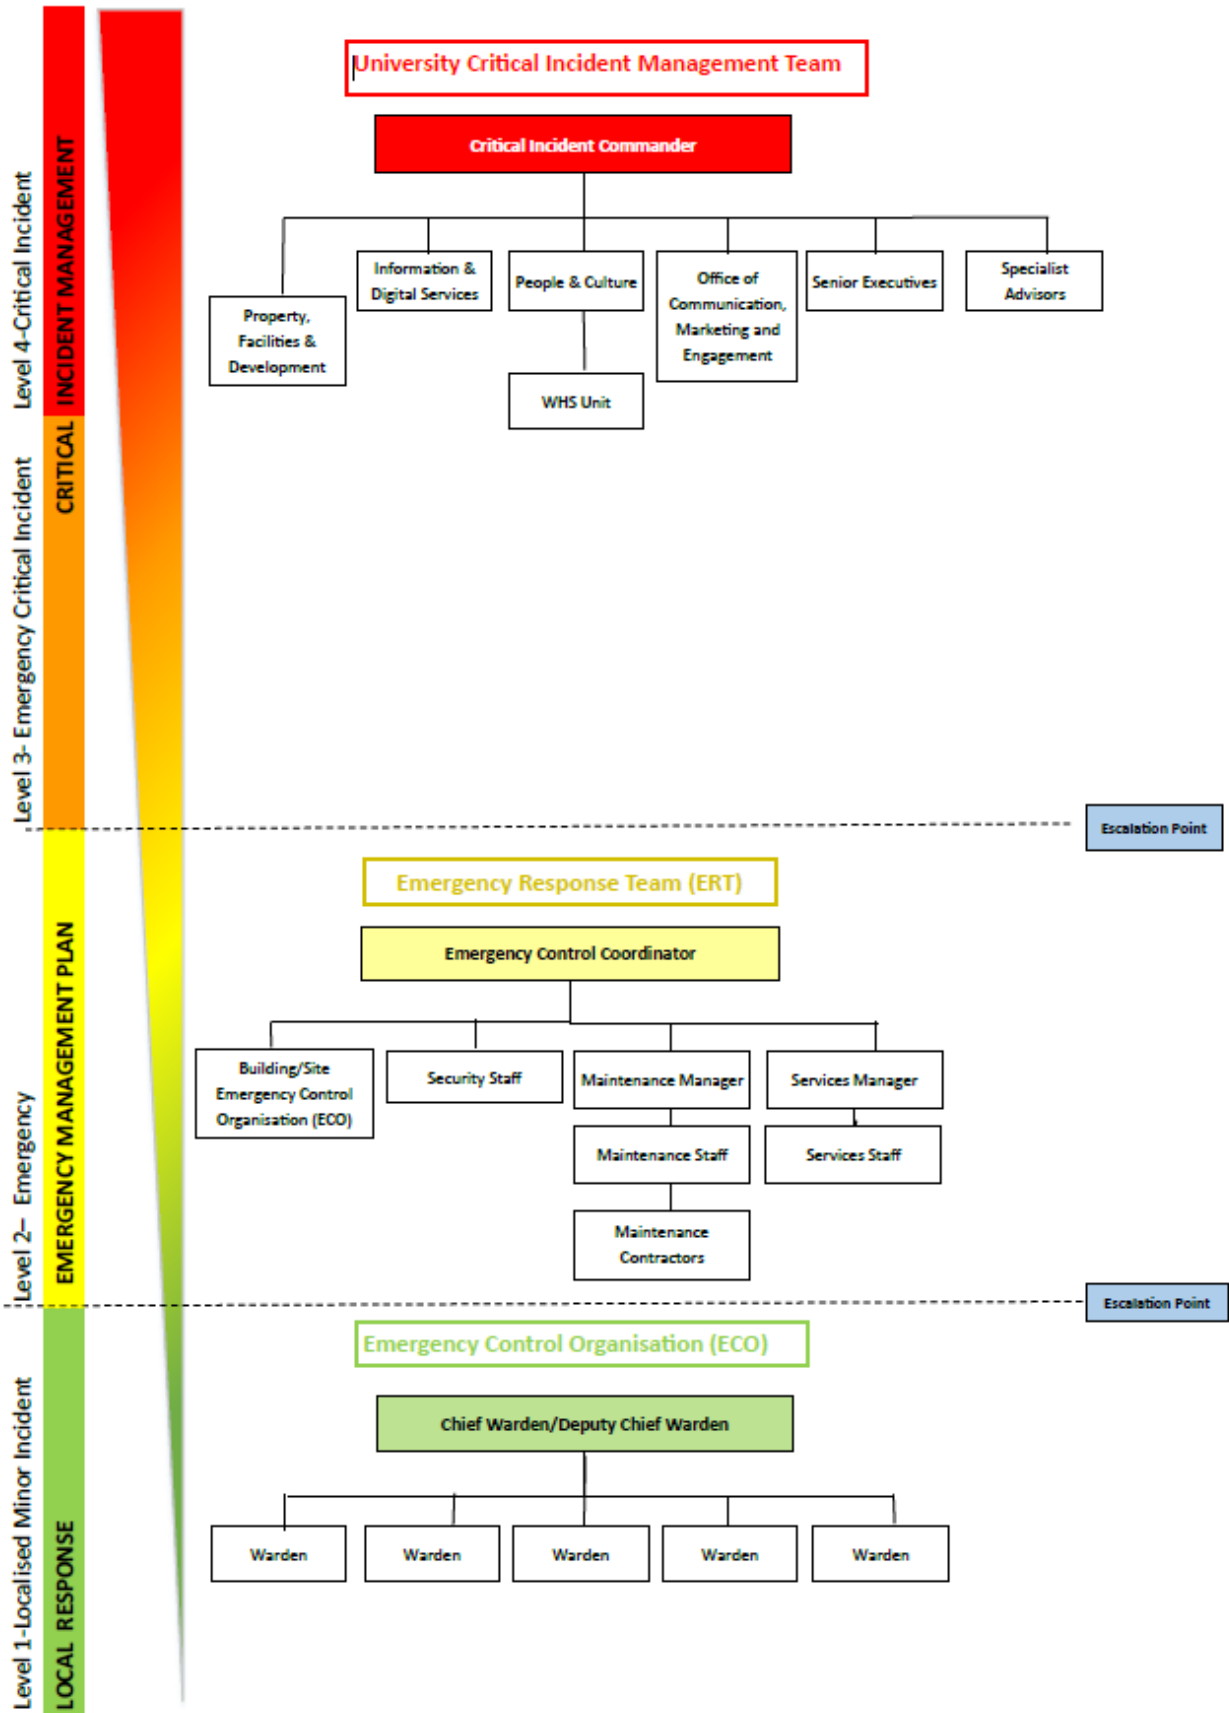 University Critical Incident Management Team
Critical Incident Commander
Property,
Facilities &
Development
Information &
Digital Services
People & Culture
WHS Unit
Office of
Communication,
Marketing and
Engagement
Senior Executives
Specialist
Advisors
Level 4-Critical Incident
CRITICAL INCIDENT MANAGEMENT
Level 3- Emergency Critical Incident
Escalation Point
Emergency Response Team (ERT)
Emergency Control Coordinator
Building/Site
Emergency Control
Organisation (ECO)
Security Staff
Maintenance Manager
Maintenance Staff
Maintenance
Contractors
Services Manager
Services Staff
Level 2– Emergency
EMERGENCY MANAGEMENT PLAN
Escalation Point
Emergency Control Organisation (ECO)
Chief Warden/Deputy Chief Warden
Warden
Warden
Warden
Warden
Warden
Level 1-Localised Minor Incident
LOCAL RESPONSE